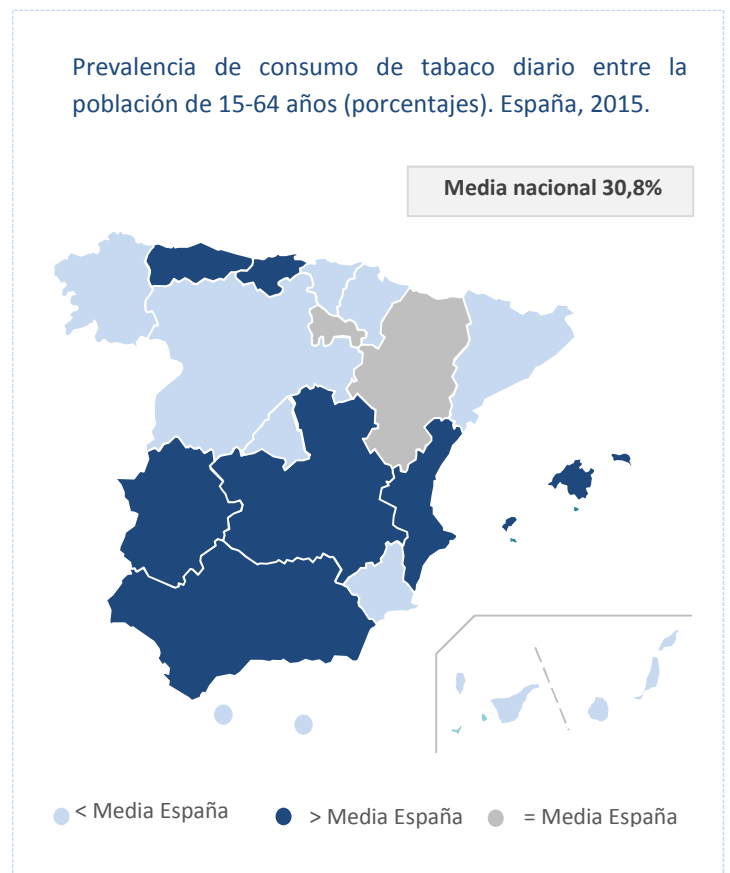 Prevalencia de consumo de tabaco diario entre la
población de 15-64 años (porcentajes). España, 2015.
Media nacional 30,8%
< Media España
> Media España
= Media España